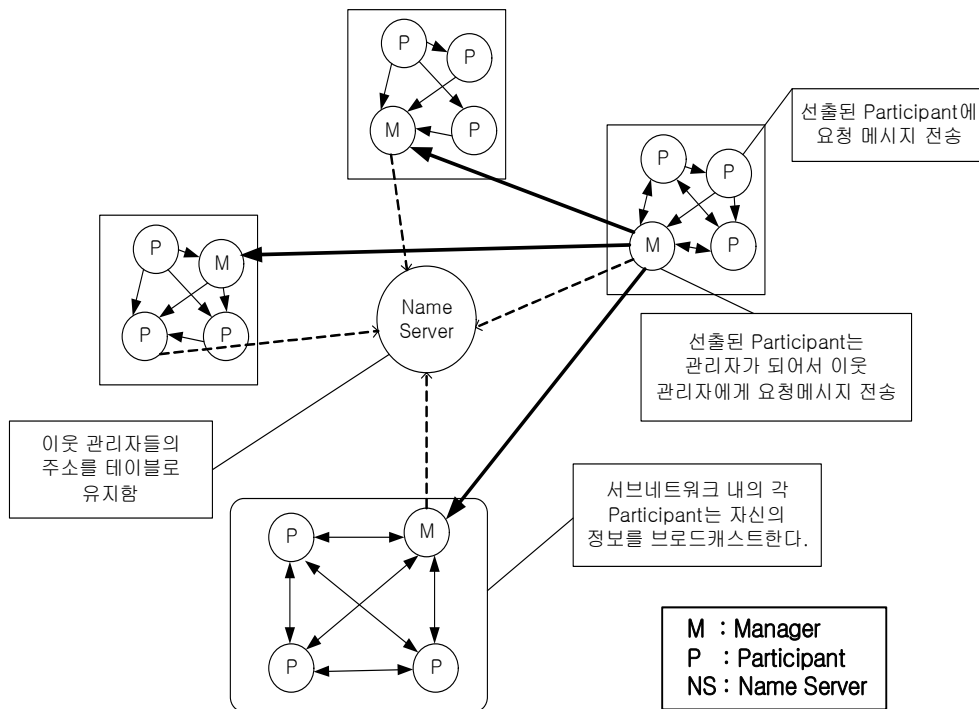 P
P
M
P
선출된 Participant에
요청 메시지 전송
P
P
M
P
P
M
P
P
Name
Server
선출된 Participant는
관리자가 되어서 이웃
관리자에게 요청메시지 전송
이웃 관리자들의
주소를 테이블로
유지함
서브네트워크 내의 각
Participant는 자신의
정보를 브로드캐스트한다.
P
M
P
P
M : Manager
P : Participant
NS : Name Server